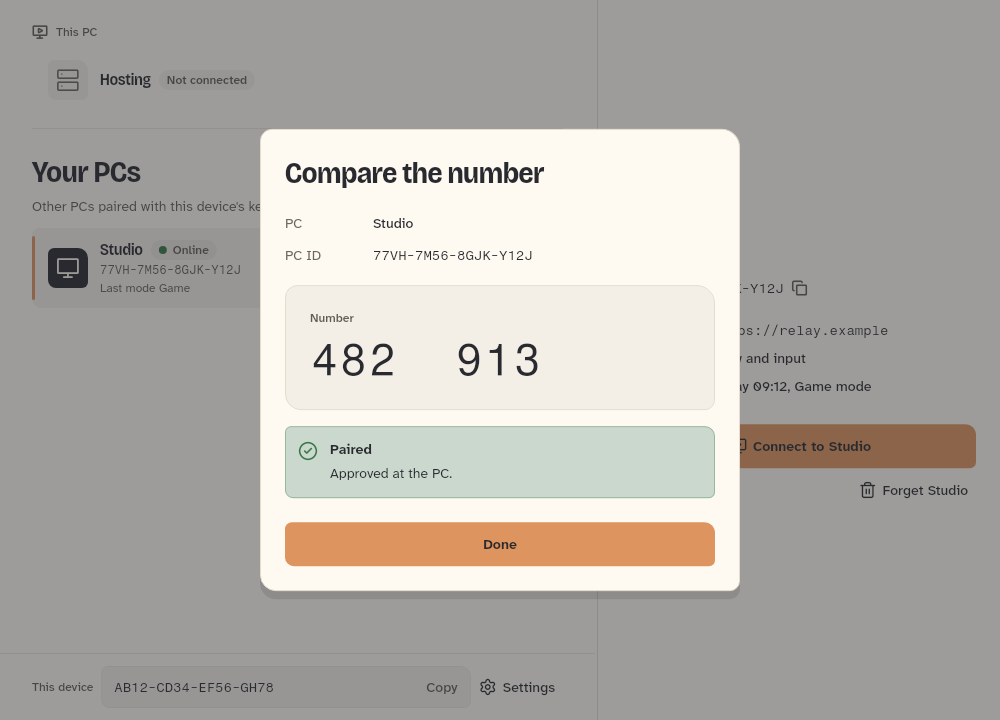 This PC
Hosting Not connected
Your PCs
Other PCs paired with this device's
Studio Online
77VH-7M56-8GJK-Y12J
Last mode Game
Compare the number
PC Studio
PC ID 77VH-7M56-8GJK-Y12J
Number
482 913
Paired
Approved at the PC.
Done
-Y12J
://relay.example
and input
09:12, Game mode
Connect to Studio
Forget Studio
This device AB12-CD34-EF56-GH78 Copy Settings